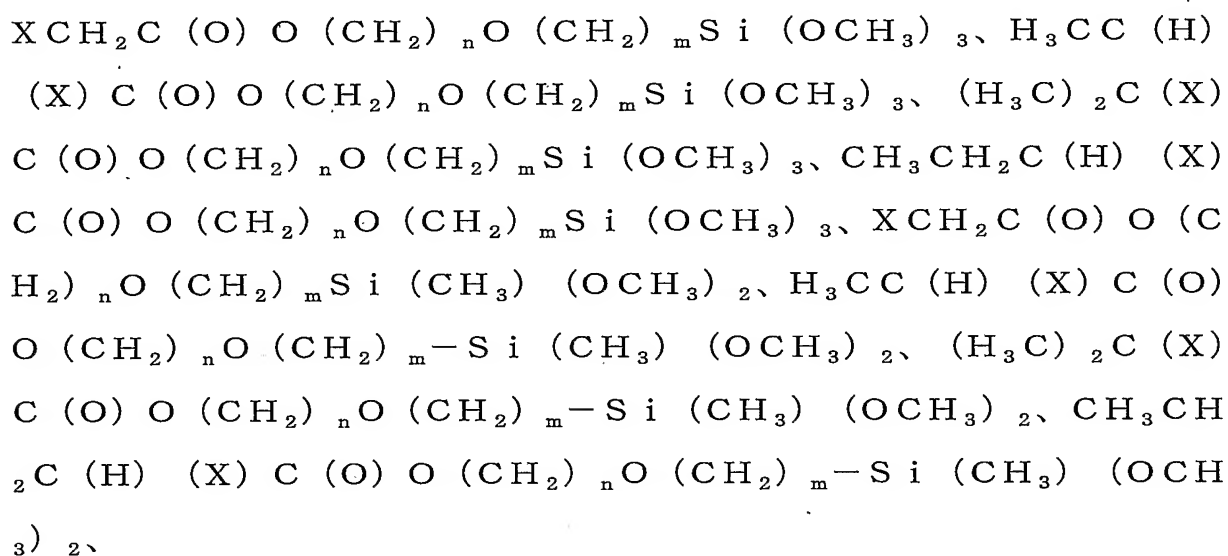 XCH₂C(O)O(CH₂)ₙO(CH₂)ₘSi(OCH₃)₃、H₃CC(H)
(X)C(O)O(CH₂)ₙO(CH₂)ₘSi(OCH₃)₃、(H₃C)₂C(X)
C(O)O(CH₂)ₙO(CH₂)ₘSi(OCH₃)₃、CH₃CH₂C(H)(X)
C(O)O(CH₂)ₙO(CH₂)ₘSi(OCH₃)₃、XCH₂C(O)O(C
H₂)ₙO(CH₂)ₘSi(CH₃)(OCH₃)₂、H₃CC(H)(X)C(O)
O(CH₂)ₙO(CH₂)ₘ−Si(CH₃)(OCH₃)₂、(H₃C)₂C(X)
C(O)O(CH₂)ₙO(CH₂)ₘ−Si(CH₃)(OCH₃)₂、CH₃CH
₂C(H)(X)C(O)O(CH₂)ₙO(CH₂)ₘ−Si(CH₃)(OCH
₃)₂、